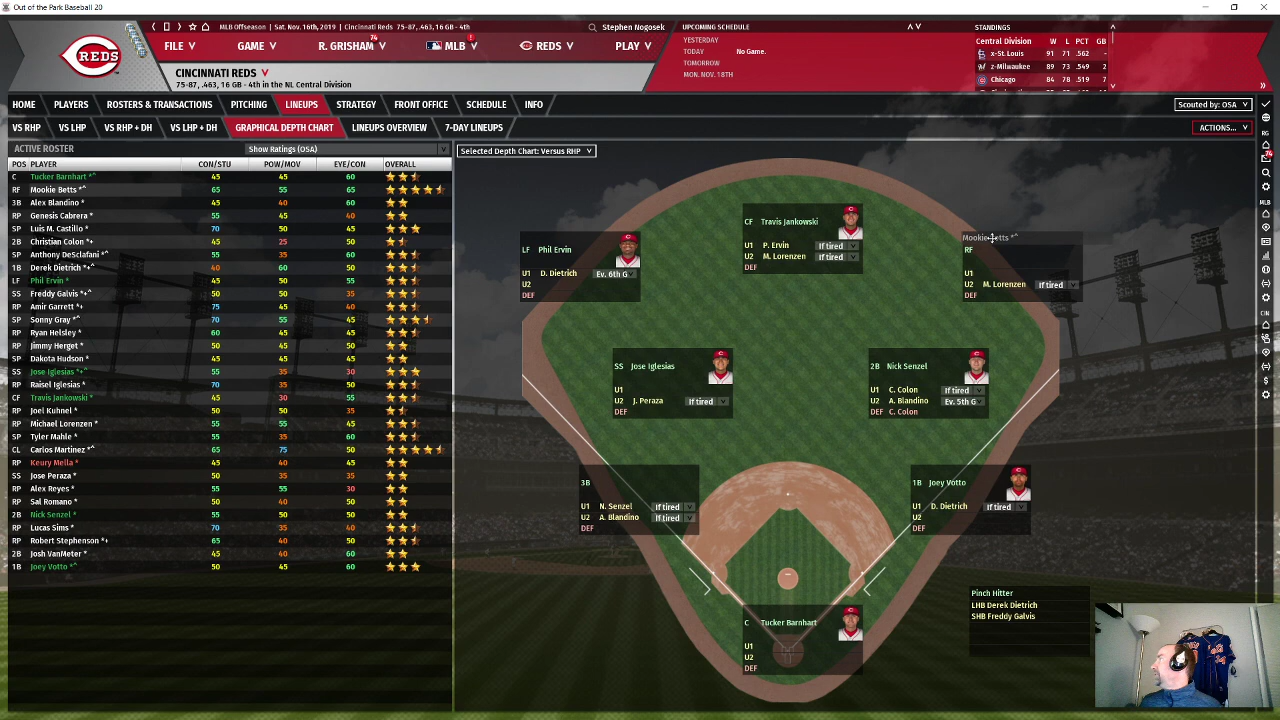 Out of the Park Baseball 20
MLB Offseason | Sat. Nov. 16th, 2019 | Cincinnati Reds 75-87, .463, 16 GB - 4th
Stephen Nogosek
FILE GAME R. GRISHAM 74 MLB REDS PLAY
REDS
CINCINNATI REDS
75-87, .463, 16 GB - 4th in the NL Central Division
UPCOMING SCHEDULE
YESTERDAY
TODAY No Game.
TOMORROW
MON. NOV. 18TH
STANDINGS
Central Division W L PCT GB
x-St.Louis 91 71 .562 -
z-Milwaukee 89 73 .549 2
Chicago 84 78 .519 7
HOME PLAYERS ROSTERS & TRANSACTIONS PITCHING LINEUPS STRATEGY FRONT OFFICE SCHEDULE INFO
Scouted by: OSA
VS RHP VS LHP VS RHP + DH VS LHP + DH GRAPHICAL DEPTH CHART LINEUPS OVERVIEW 7-DAY LINEUPS
ACTIONS...
ACTIVE ROSTER Show Ratings (OSA)
POS PLAYER CON/STU POW/MOV EYE/CON OVERALL
C Tucker Barnhart *^ 45 45 60
RF Mookie Betts *^ 65 55 65
3B Alex Blandino * 45 40 60
RP Genesis Cabrera * 55 45 40
SP Luis M. Castillo * 70 50 45
2B Christian Colon *+ 45 25 50
SP Anthony DeSclafani * 55 35 60
1B Derek Dietrich *+^ 40 60 50
LF Phil Ervin * 50 45 55
SS Freddy Galvis *+^ 50 50 35
RP Amir Garrett *+ 75 45 40
SP Sonny Gray *^ 70 55 45
RP Ryan Helsley * 60 45 45
RP Jimmy Herget * 50 45 45
SP Dakota Hudson * 45 45 45
SS Jose Iglesias *+^ 55 35 30
RP Raisel Iglesias * 70 35 50
CF Travis Jankowski * 45 30 55
RP Joel Kuhnel * 50 50 35
RP Michael Lorenzen * 55 55 45
SP Tyler Mahle * 55 35 60
CL Carlos Martinez *^ 65 75 50
RP Keury Mella * 45 40 45
SS Jose Peraza * 50 35 35
RP Alex Reyes * 55 55 30
RP Sal Romano * 50 40 50
2B Nick Senzel * 50 50 50
RP Lucas Sims * 70 35 40
RP Robert Stephenson *+ 65 40 50
2B Josh VanMeter * 45 40 60
1B Joey Votto *^ 50 45 60
Selected Depth Chart: Versus RHP
CF Travis Jankowski
U1 P. Ervin If tired
U2 M. Lorenzen If tired
DEF
LF Phil Ervin
U1 D. Dietrich Ev. 6th G
U2
DEF
RF
U1
U2 M. Lorenzen If tired
DEF
SS Jose Iglesias
U1
U2 J. Peraza If tired
DEF
2B Nick Senzel
U1 C. Colon If tired
U2 A. Blandino Ev. 5th G
DEF C. Colon
3B
U1 N. Senzel If tired
U2 A. Blandino If tired
DEF
1B Joey Votto
U1 D. Dietrich If tired
U2
DEF
C Tucker Barnhart
U1
U2
DEF
Pinch Hitter
LHB Derek Dietrich
SHB Freddy Galvis